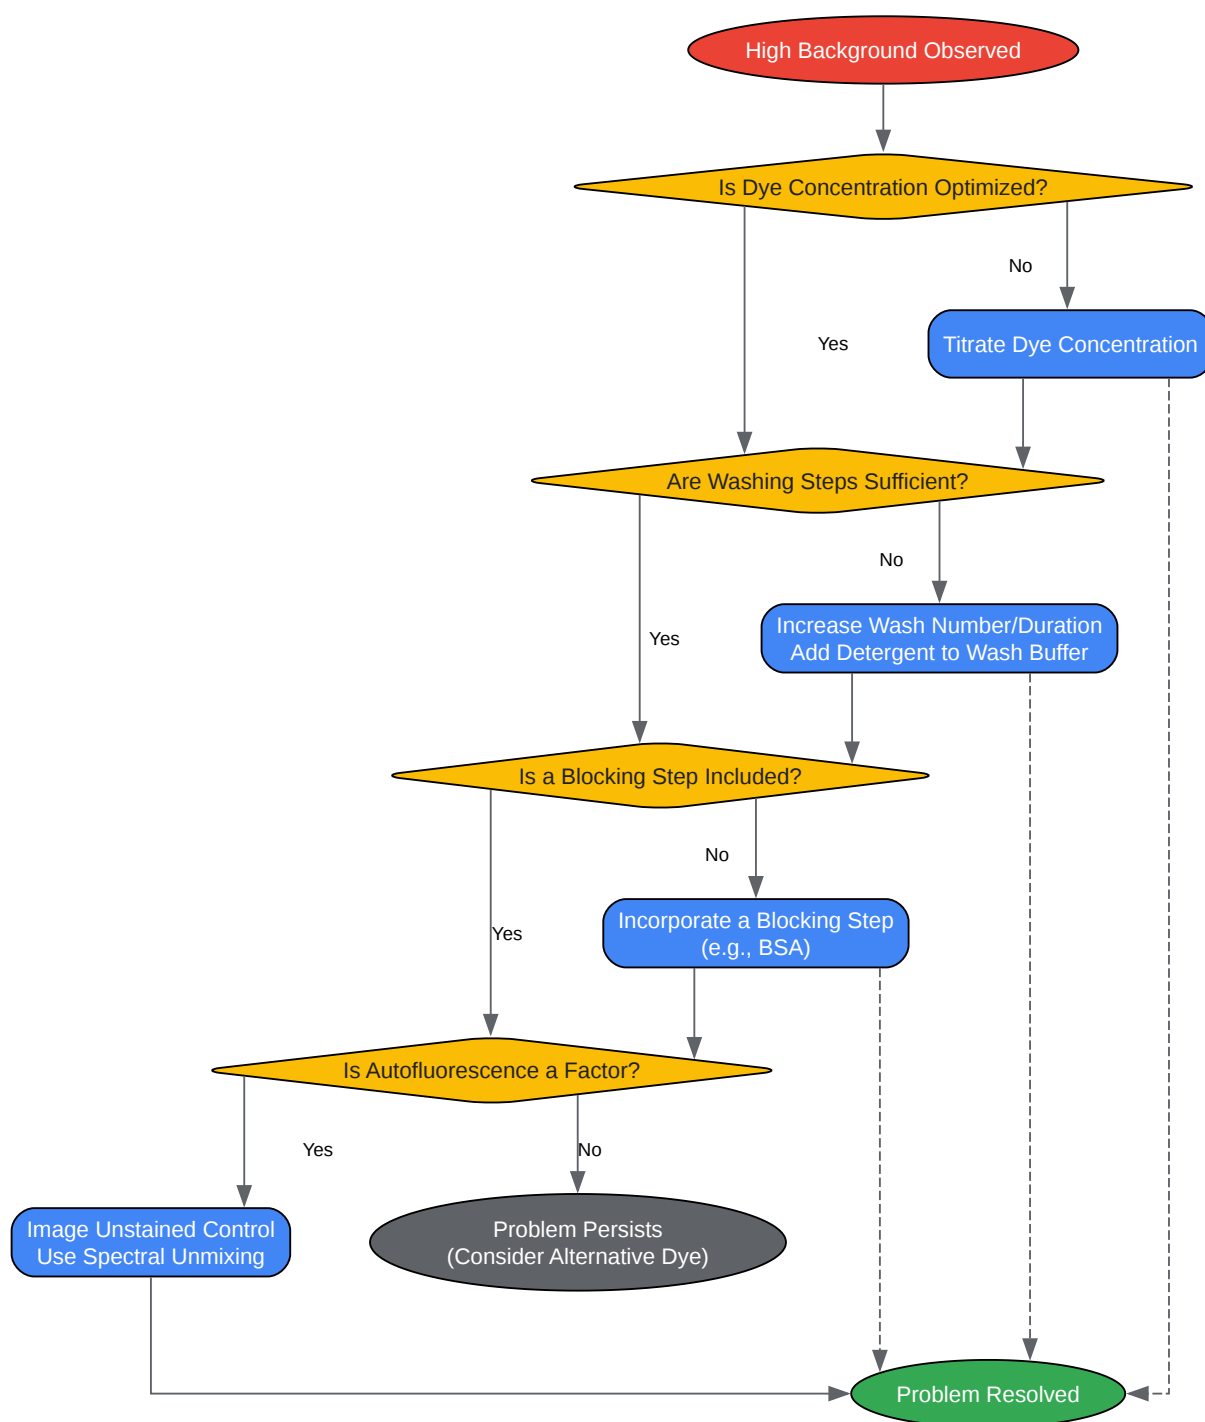 High Background Observed
Is Dye Concentration Optimized?
No
Yes
Titrate Dye Concentration
Are Washing Steps Sufficient?
No
Yes
Increase Wash Number/Duration
Add Detergent to Wash Buffer
Is a Blocking Step Included?
No
Yes
Incorporate a Blocking Step
(e.g., BSA)
Is Autofluorescence a Factor?
Yes
No
Image Unstained Control
Use Spectral Unmixing
Problem Persists
(Consider Alternative Dye)
Problem Resolved